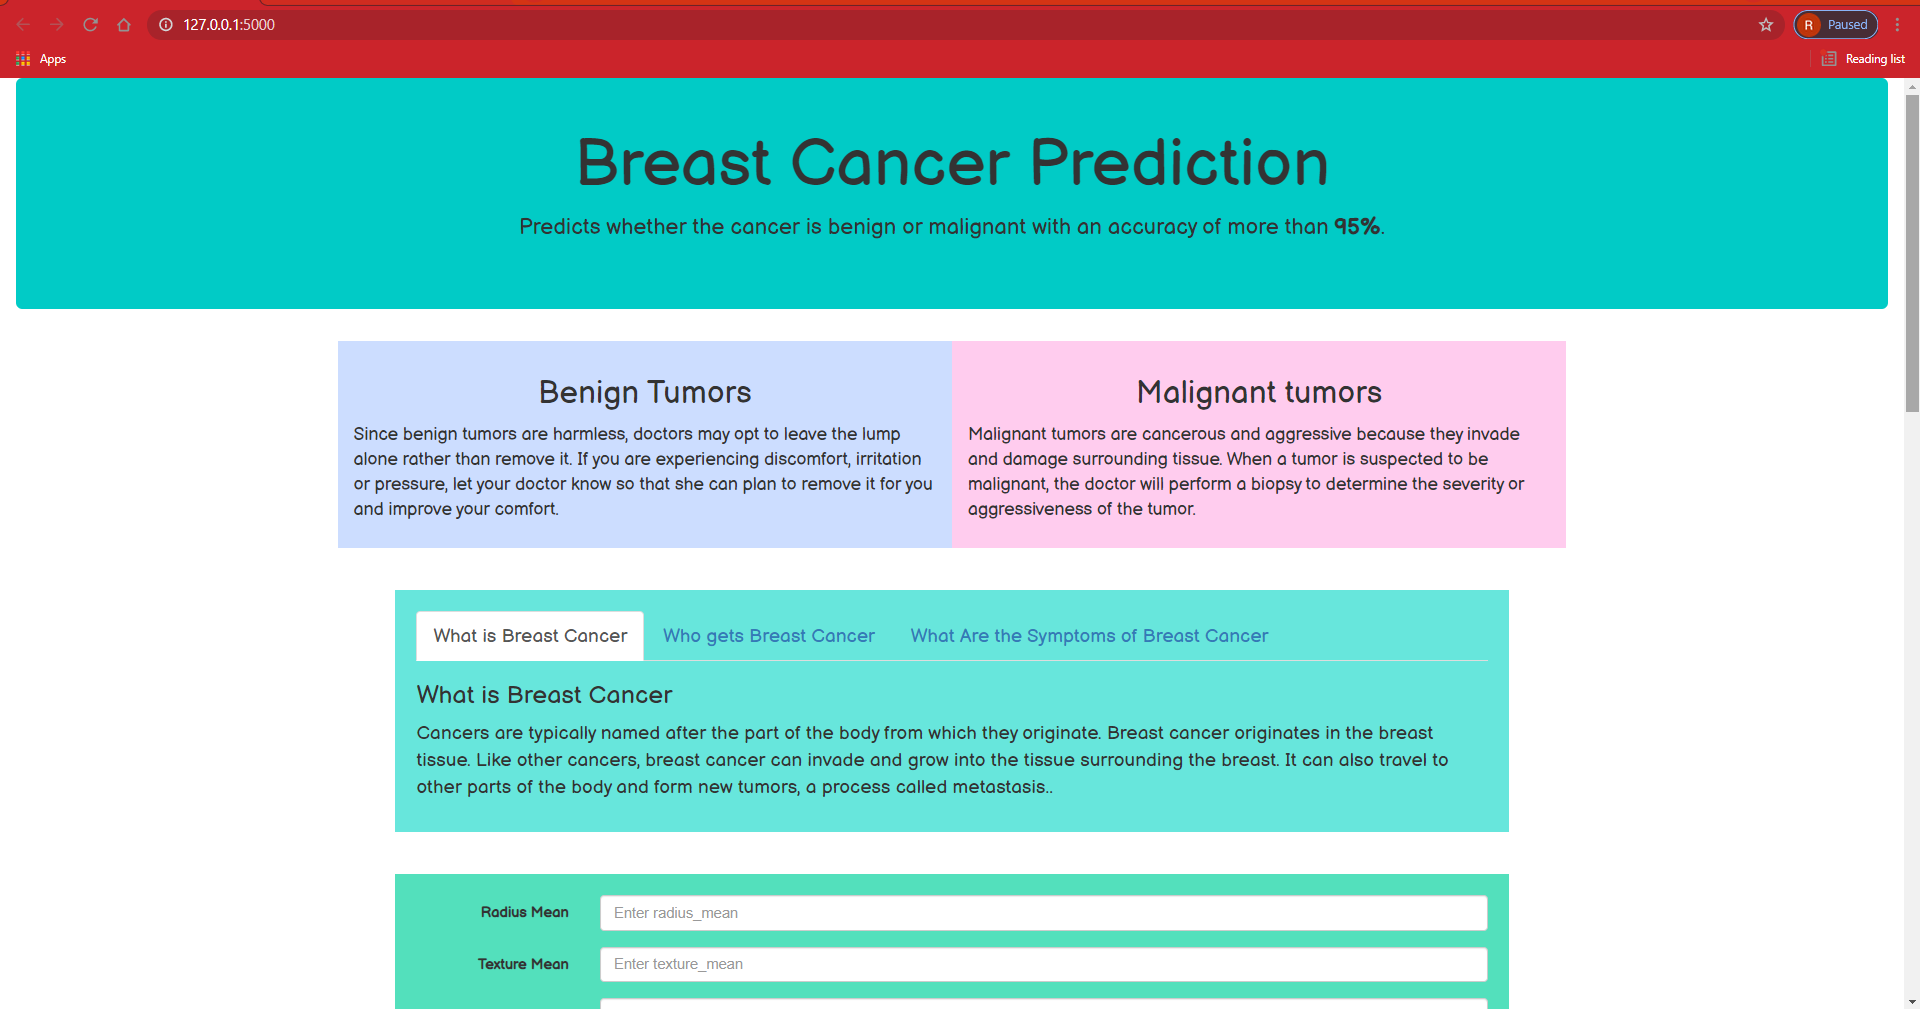 127.0.0.1:5000
R Paused
Apps
Reading list
Breast Cancer Prediction
Predicts whether the cancer is benign or malignant with an accuracy of more than 95%.
Benign Tumors
Since benign tumors are harmless, doctors may opt to leave the lump
alone rather than remove it. If you are experiencing discomfort, irritation
or pressure, let your doctor know so that she can plan to remove it for you
and improve your comfort.
Malignant tumors
Malignant tumors are cancerous and aggressive because they invade
and damage surrounding tissue. When a tumor is suspected to be
malignant, the doctor will perform a biopsy to determine the severity or
aggressiveness of the tumor.
What is Breast Cancer
Who gets Breast Cancer
What Are the Symptoms of Breast Cancer
What is Breast Cancer
Cancers are typically named after the part of the body from which they originate. Breast cancer originates in the breast
tissue. Like other cancers, breast cancer can invade and grow into the tissue surrounding the breast. It can also travel to
other parts of the body and form new tumors, a process called metastasis..
Radius Mean
Enter radius_mean
Texture Mean
Enter texture_mean